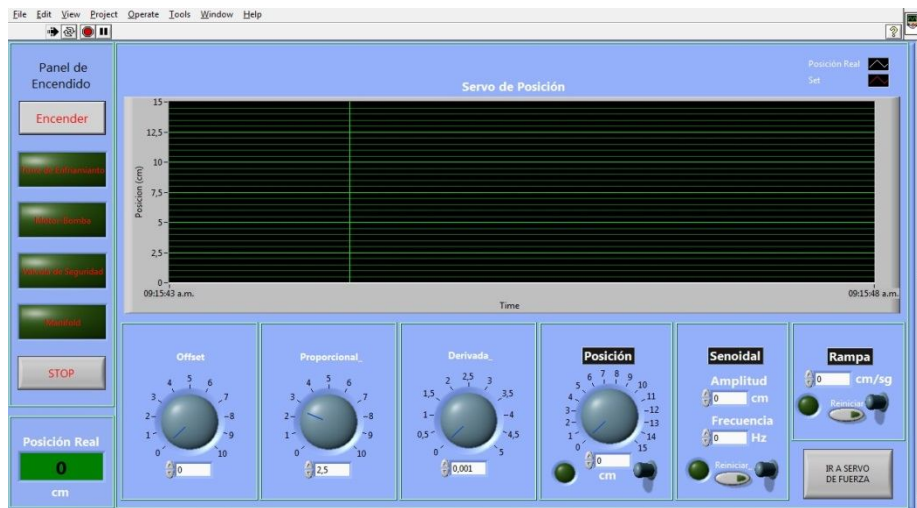 File Edit View Project Operate Tools Window Help
Panel de
Encendido
Encender
Motor-Bomba
Valvula de Seguridad
Manifold
STOP
Posición Real
0
cm
Posición Real
Set
Servo de Posición
Posicion (cm)
15
12,5
10
7,5
5
2,5
0
09:15:43 a.m.
09:15:48 a.m.
Time
Offset
0 1 2 3 4 5 6 7 8 9 10
0
Proporcional_
0 1 2 3 4 5 6 7 8 9 10
2,5
Derivada_
0 0,5 1 1,5 2 2,5 3 3,5 4 4,5 5
0,001
Posición
0 1 2 3 4 5 6 7 8 9 10 11 12 13 14 15
0
cm
Senoidal
Amplitud
0 cm
Frecuencia
0 Hz
Reiniciar_
Rampa
0 cm/sg
Reiniciar
IR A SERVO
DE FUERZA